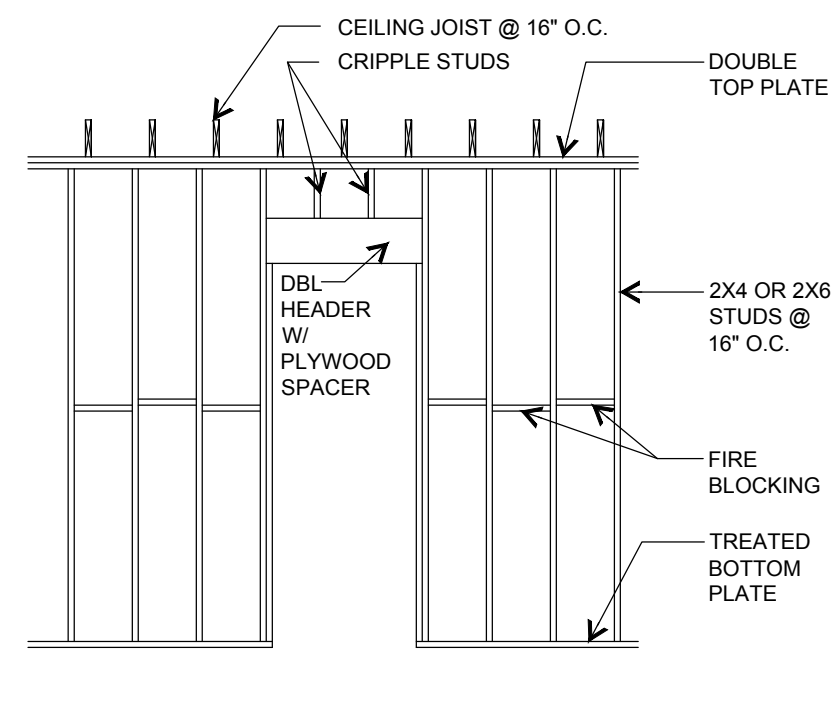 CEILING JOIST @ 16" O.C.
CRIPPLE STUDS
DOUBLE
TOP PLATE
DBL
HEADER
W/
PLYWOOD
SPACER
2X4 OR 2X6
STUDS @
16" O.C.
FIRE
BLOCKING
TREATED
BOTTOM
PLATE